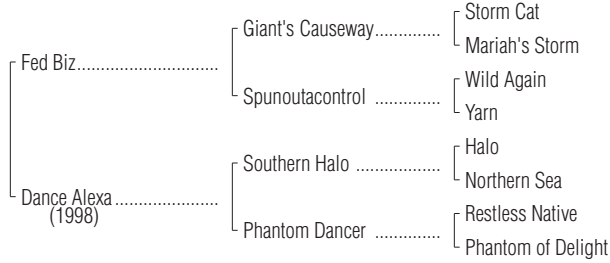 Storm Cat
Giant's Causeway..............
Mariah's Storm
Fed Biz..............................
Wild Again
Spunoutacontrol ..............
Yarn
Halo
Southern Halo ..................
Northern Sea
Dance Alexa ......................
(1998)
Restless Native
Phantom Dancer ..............
Phantom of Delight